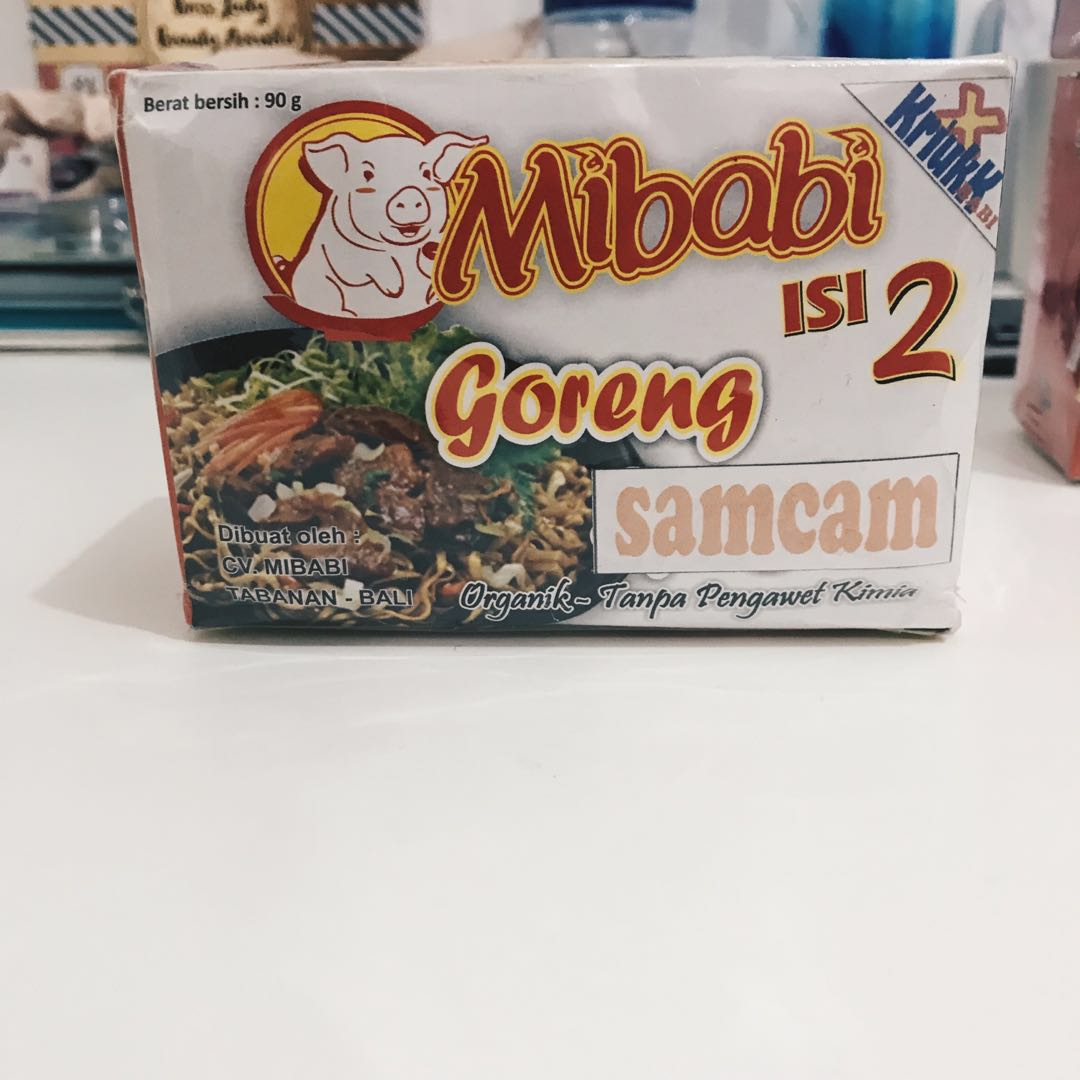 Berat bersih : 90 g
Mibabi
Kriukk
BABI
ISI 2
Goreng
samcam
Dibuat oleh :
CV. MIBABI
TABANAN - BALI
Organik ~ Tanpa Pengawet Kimia